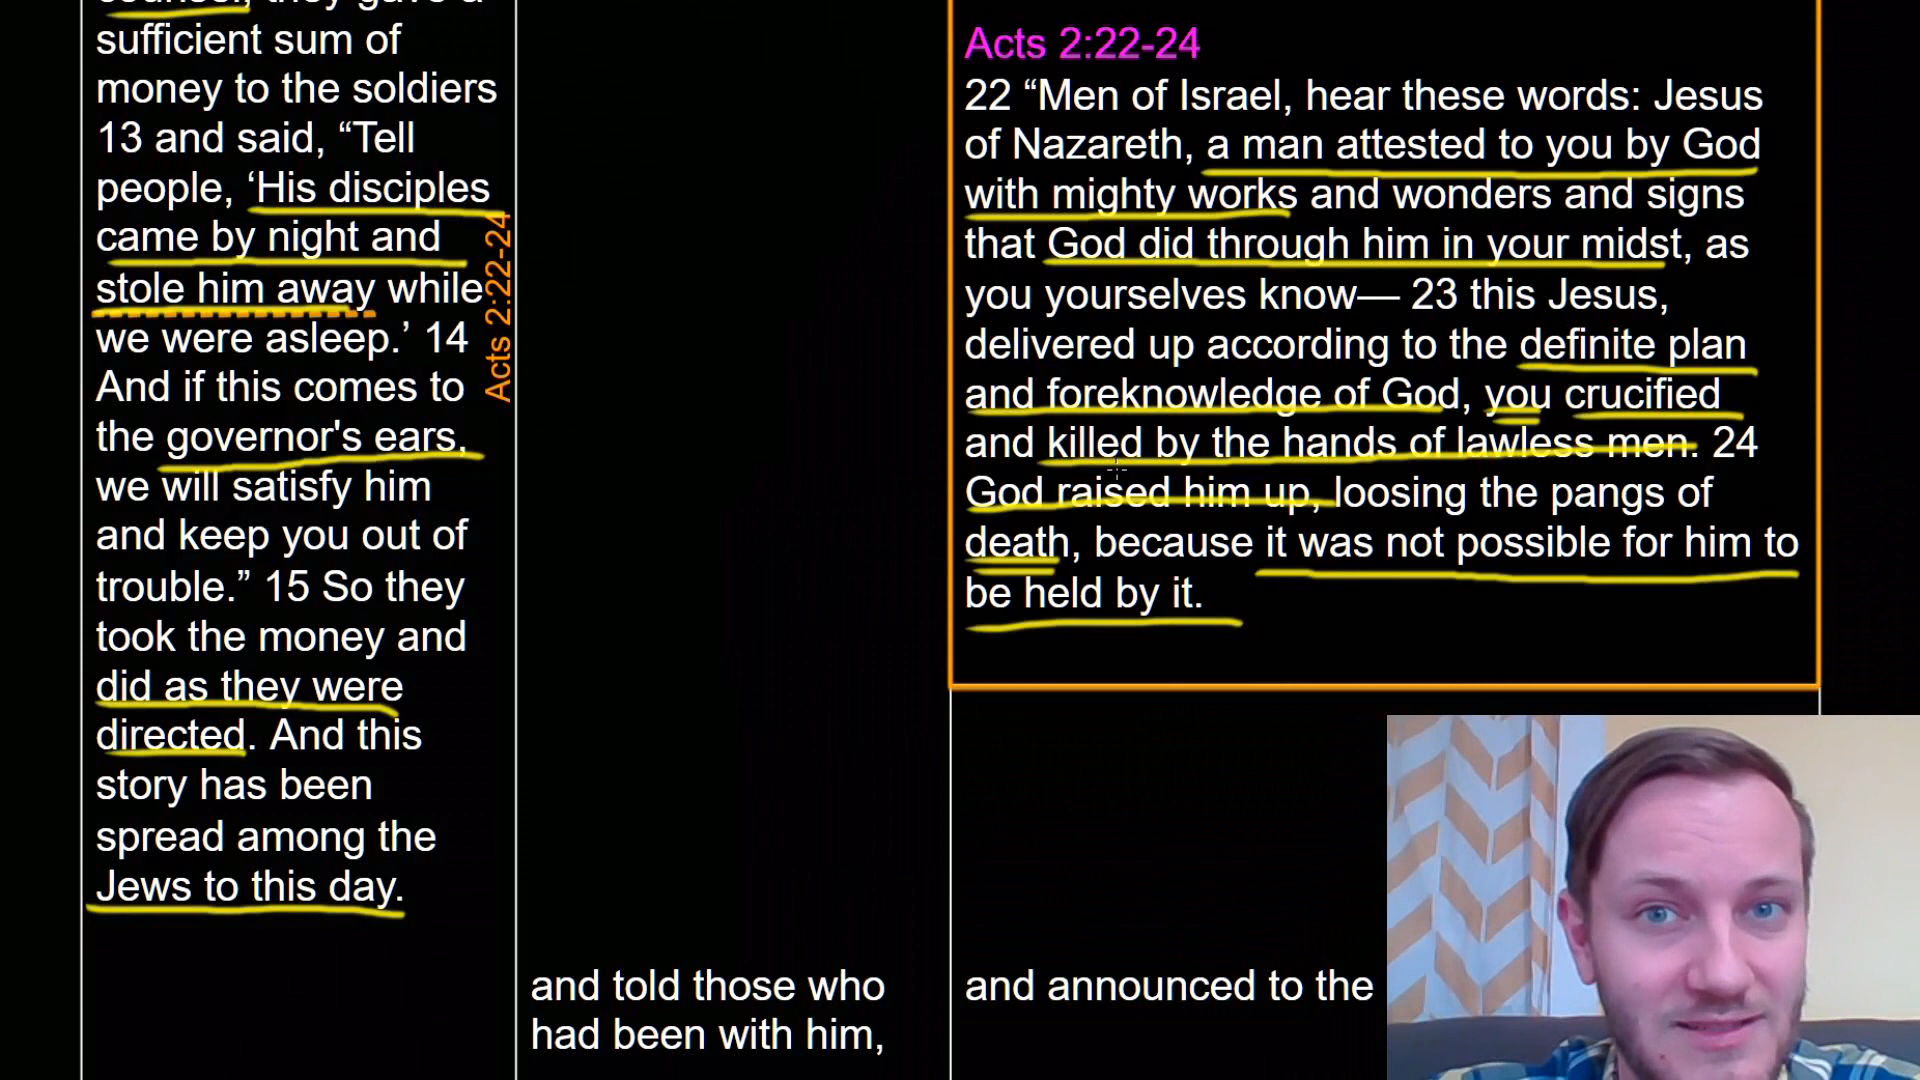 counsel, they gave a
sufficient sum of
money to the soldiers
13 and said, “Tell
people, ‘His disciples
came by night and
stole him away while
we were asleep.’ 14
And if this comes to
the governor's ears,
we will satisfy him
and keep you out of
trouble.” 15 So they
took the money and
did as they were
directed. And this
story has been
spread among the
Jews to this day.
Acts 2:22-24
and told those who
had been with him,
Acts 2:22-24
22 “Men of Israel, hear these words: Jesus
of Nazareth, a man attested to you by God
with mighty works and wonders and signs
that God did through him in your midst, as
you yourselves know— 23 this Jesus,
delivered up according to the definite plan
and foreknowledge of God, you crucified
and killed by the hands of lawless men. 24
God raised him up, loosing the pangs of
death, because it was not possible for him to
be held by it.
and announced to the